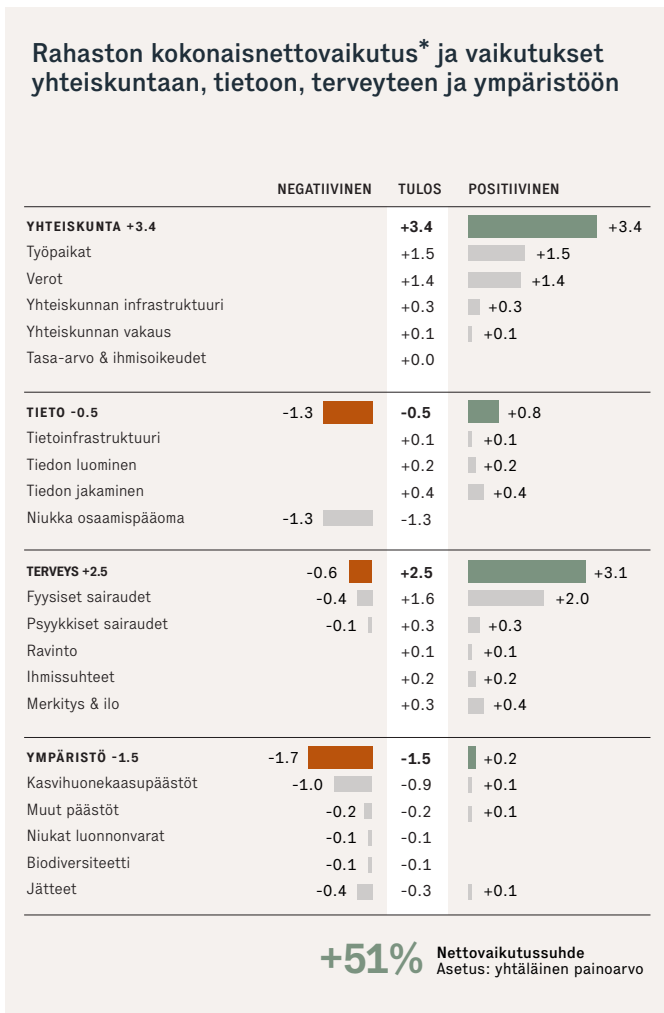 Rahaston kokonaisnettovaikutus* ja vaikutukset
yhteiskuntaan, tietoon, terveyteen ja ympäristöön
NEGATIIVINEN TULOS POSITIIVINEN
YHTEISKUNTA +3.4 +3.4 +3.4
Työpaikat +1.5 +1.5
Verot +1.4 +1.4
Yhteiskunnan infrastruktuuri +0.3 +0.3
Yhteiskunnan vakaus +0.1 +0.1
Tasa-arvo & ihmisoikeudet +0.0
TIETO -0.5 -1.3 -0.5 +0.8
Tietoinfrastruktuuri +0.1 +0.1
Tiedon luominen +0.2 +0.2
Tiedon jakaminen +0.4 +0.4
Niukka osaamispääoma -1.3 -1.3
TERVEYS +2.5 -0.6 +2.5 +3.1
Fyysiset sairaudet -0.4 +1.6 +2.0
Psyykkiset sairaudet -0.1 +0.3 +0.3
Ravinto +0.1 +0.1
Ihmissuhteet +0.2 +0.2
Merkitys & ilo +0.3 +0.4
YMPÄRISTÖ -1.5 -1.7 -1.5 +0.2
Kasvihuonekaasupäästöt -1.0 -0.9 +0.1
Muut päästöt -0.2 -0.2 +0.1
Niukat luonnonvarat -0.1 -0.1
Biodiversiteetti -0.1 -0.1
Jätteet -0.4 -0.3 +0.1
+51% Nettovaikutussuhde
Asetus: yhtäläinen painoarvo